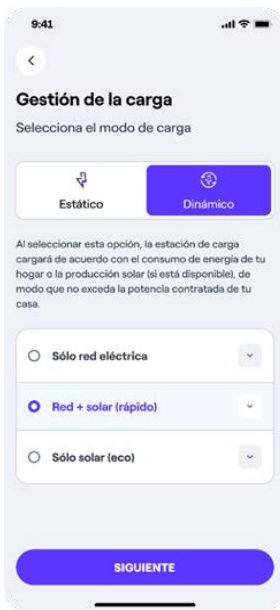 9:41
Gestión de la carga
Selecciona el modo de carga
Estático
Dinámico
Al seleccionar esta opción, la estación de carga
cargará de acuerdo con el consumo de energía de tu
hogar o la producción solar (si está disponible), de
modo que no exceda la potencia contratada de tu
casa.
Sólo red eléctrica
Red + solar (rápido)
Sólo solar (eco)
SIGUIENTE